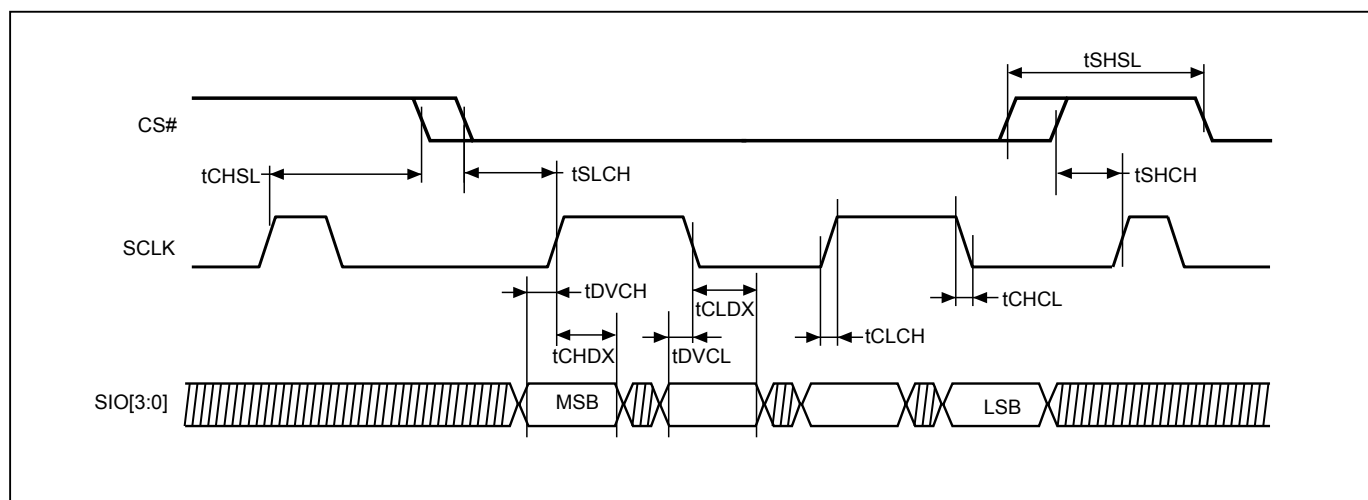 tSHSL
CS#
tCHSL
tSLCH
tSHCH
SCLK
tDVCH
tCLDX
tCHCL
tCLCH
tCHDX
tDVCL
SIO[3:0]
MSB
LSB